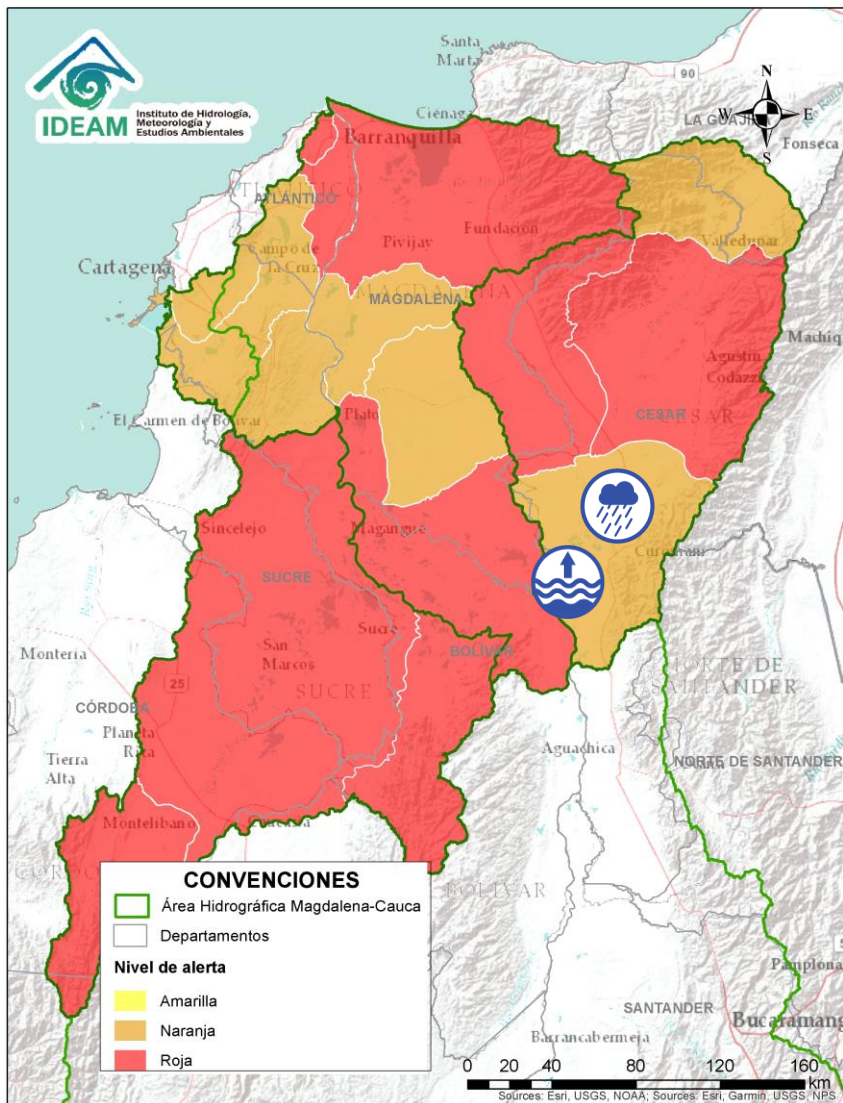 Santa
Marta
90
N
W E
S
IDEAM
Instituto de Hidrología,
Meteorología y
Estudios Ambientales
Ciénaga
LA GUAJI
Fonseca
Barranquilla
ATLÁNTICO
Pivijay
Fundación
Valledupar
Campo de
la Cruz
Cartagena
MAGDALENA
MAGDALENA
Machiq
Agustín
Codazzi
CESAR
CESAR
El Carmen de Bolívar
Plato
Sincelejo
Magangué
Curumaní
SUCRE
Sucre
San
Marcos
BOLÍVAR
Montería
SUCRE
NORTE DE
SANTANDER
25
CÓRDOBA
Planeta
Rica
Aguachica
Tierra
Alta
NORTE DE SANTANDER
Montelíbano
BOLÍVAR
CONVENCIONES
Área Hidrográfica Magdalena-Cauca
Departamentos
Nivel de alerta
Amarilla
Naranja
Roja
Pamplona
SANTANDER
Bucaramang
Barrancabermeja
0 20 40 80 120 160
km
Sources: Esri, USGS, NOAA; Sources: Esri, Garmin, USGS, NPS